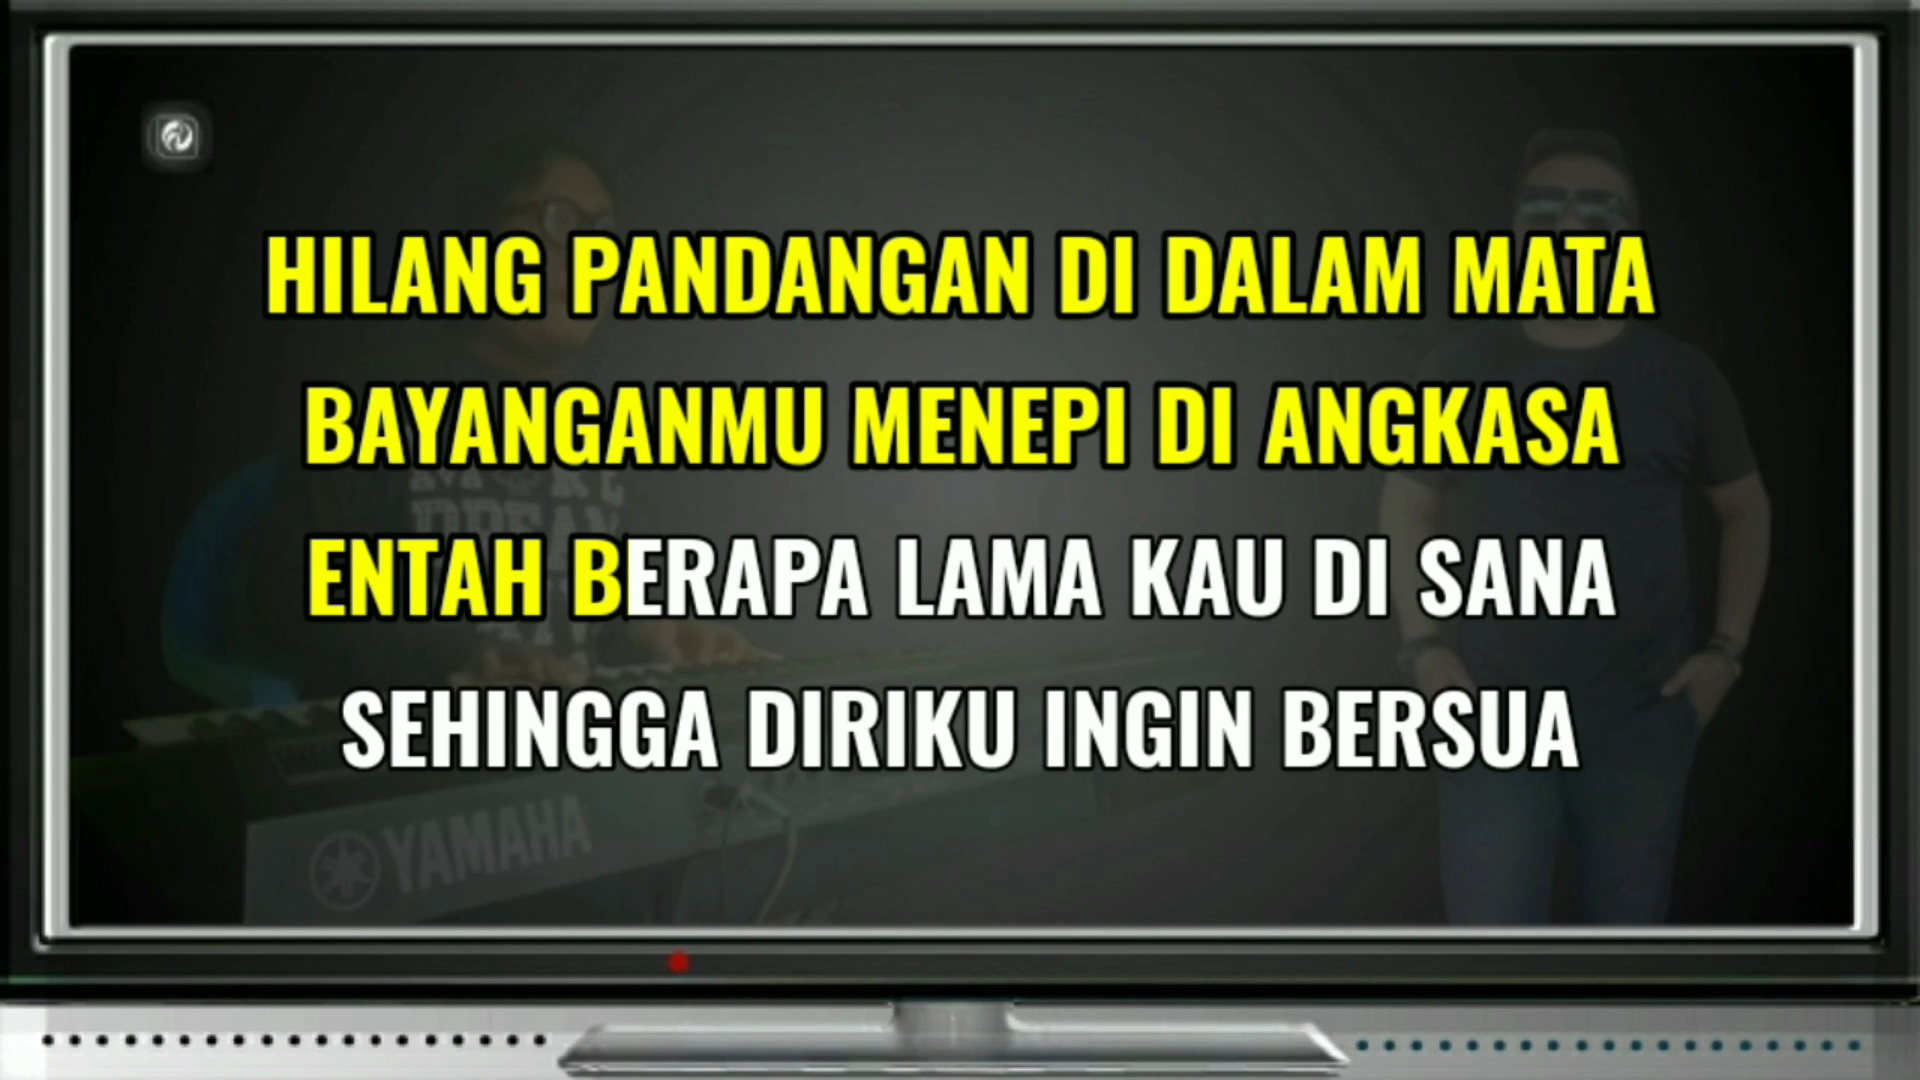 HILANG PANDANGAN DI DALAM MATA
BAYANGANMU MENEPI DI ANGKASA
ENTAH BERAPA LAMA KAU DI SANA
SEHINGGA DIRIKU INGIN BERSUA
YAMAHA